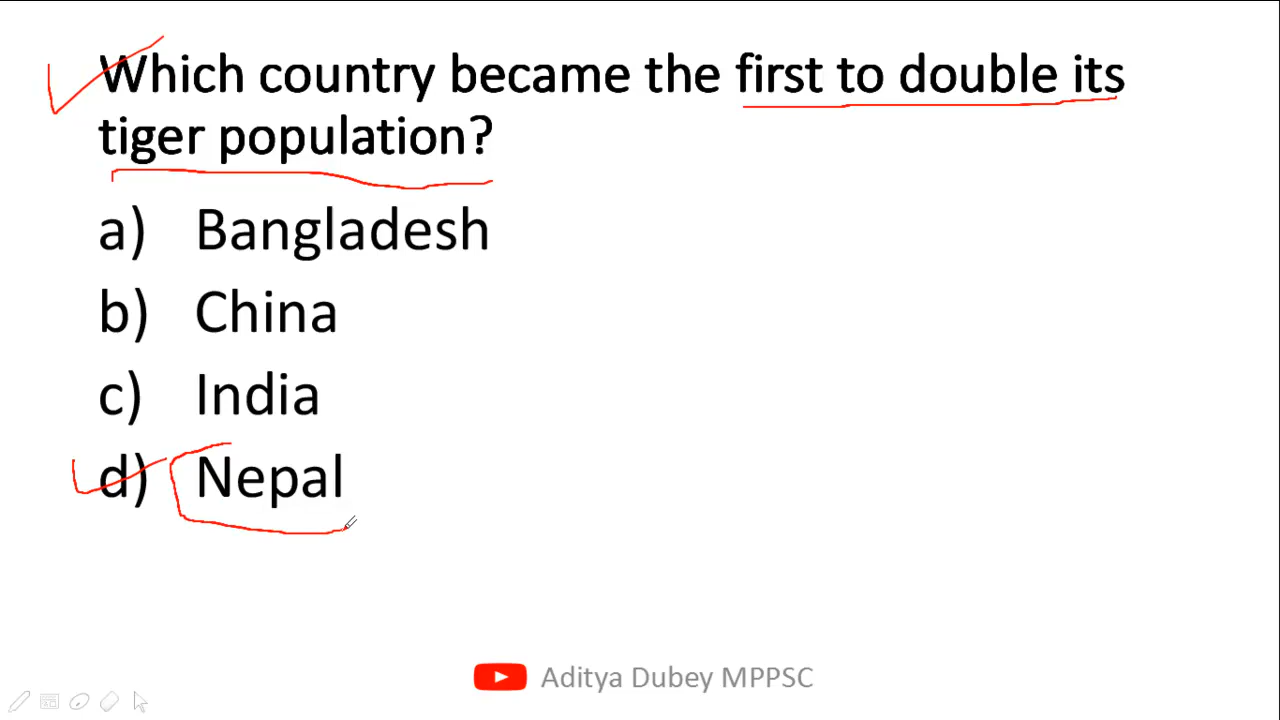 Which country became the first to double its
tiger population?
a) Bangladesh
b) China
c) India
d) Nepal
Aditya Dubey MPPSC